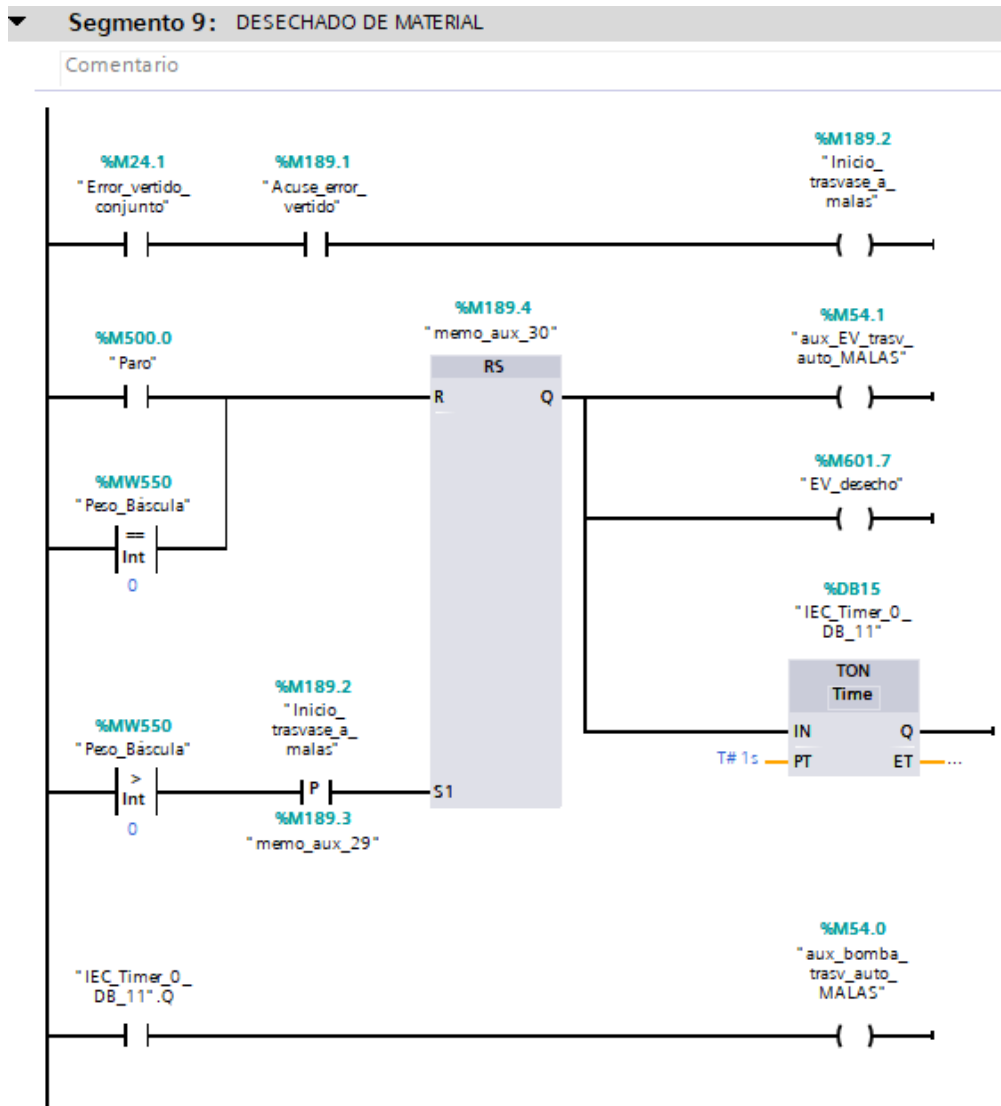 Segmento 9: DESECHADO DE MATERIAL
Comentario
%M24.1
"Error_vertido_
conjunto"
%M189.1
"Acuse_error_
vertido"
%M189.2
"Inicio_
trasvase_a_
malas"
%M500.0
"Paro"
%MW550
"Peso_Báscula"
==
Int
0
%MW550
"Peso_Báscula"
>
Int
0
%M189.2
"Inicio_
trasvase_a_
malas"
P
%M189.3
"memo_aux_29"
%M189.4
"memo_aux_30"
RS
R Q
S1
%M54.1
"aux_EV_trasv_
auto_MALAS"
%M601.7
"EV_desecho"
%DB15
"IEC_Timer_0_
DB_11"
TON
Time
IN Q
T# 1s PT ET ...
"IEC_Timer_0_
DB_11".Q
%M54.0
"aux_bomba_
trasv_auto_
MALAS"